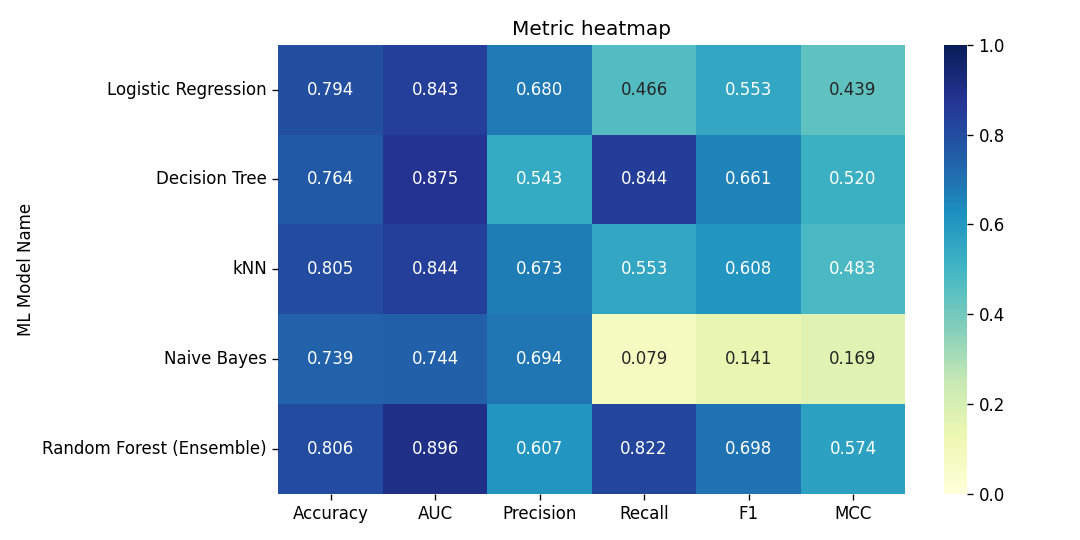 Metric heatmap
ML Model Name
Logistic Regression 0.794 0.843 0.680 0.466 0.553 0.439
Decision Tree 0.764 0.875 0.543 0.844 0.661 0.520
kNN 0.805 0.844 0.673 0.553 0.608 0.483
Naive Bayes 0.739 0.744 0.694 0.079 0.141 0.169
Random Forest (Ensemble) 0.806 0.896 0.607 0.822 0.698 0.574
Accuracy AUC Precision Recall F1 MCC
1.0
0.8
0.6
0.4
0.2
0.0